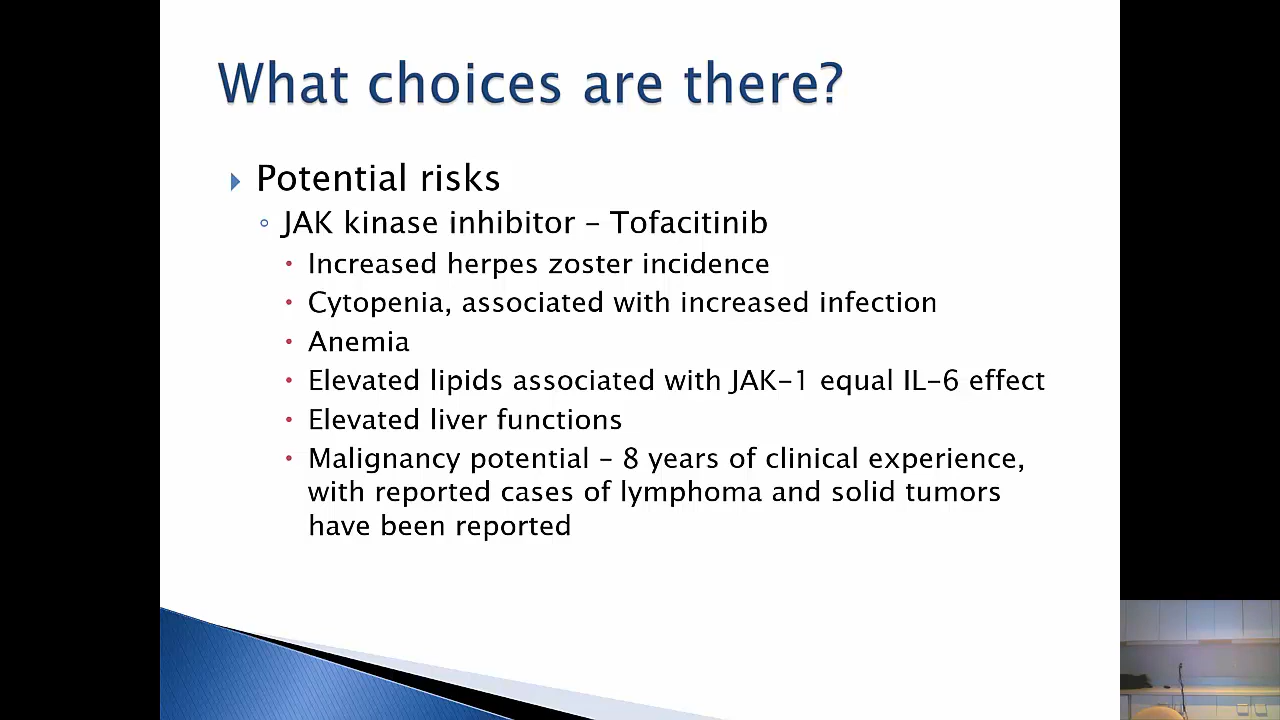 What choices are there?
Potential risks
JAK kinase inhibitor – Tofacitinib
Increased herpes zoster incidence
Cytopenia, associated with increased infection
Anemia
Elevated lipids associated with JAK-1 equal IL-6 effect
Elevated liver functions
Malignancy potential – 8 years of clinical experience,
with reported cases of lymphoma and solid tumors
have been reported